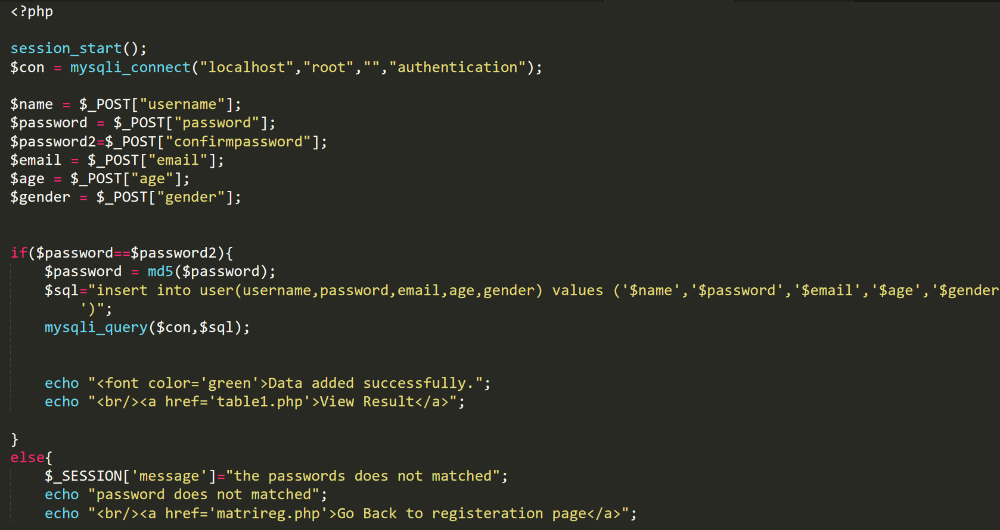 <?php
session_start();
$con = mysqli_connect("localhost","root","","authentication");
$name = $_POST["username"];
$password = $_POST["password"];
$password2=$_POST["confirmpassword"];
$email = $_POST["email"];
$age = $_POST["age"];
$gender = $_POST["gender"];
if($password==$password2){
$password = md5($password);
$sql="insert into user(username,password,email,age,gender) values ('$name','$password','$email','$age','$gender
')";
mysqli_query($con,$sql);
echo "<font color='green'>Data added successfully.";
echo "<br/><a href='table1.php'>View Result</a>";
}
else{
$_SESSION['message']="the passwords does not matched";
echo "password does not matched";
echo "<br/><a href='matrireg.php'>Go Back to registeration page</a>";